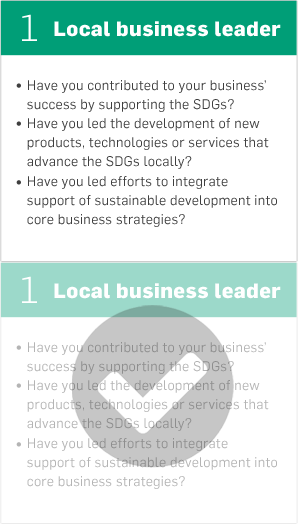 1 Local business leader
• Have you contributed to your business'
success by supporting the SDGs?
• Have you led the development of new
products, technologies or services that
advance the SDGs locally?
• Have you led efforts to integrate
support of sustainable development into
core business strategies?
1 Local business leader
• Have you contributed to your business'
success by supporting the SDGs?
• Have you led the development of new
products, technologies or services that
advance the SDGs locally?
• Have you led efforts to integrate
support of sustainable development into
core business strategies?